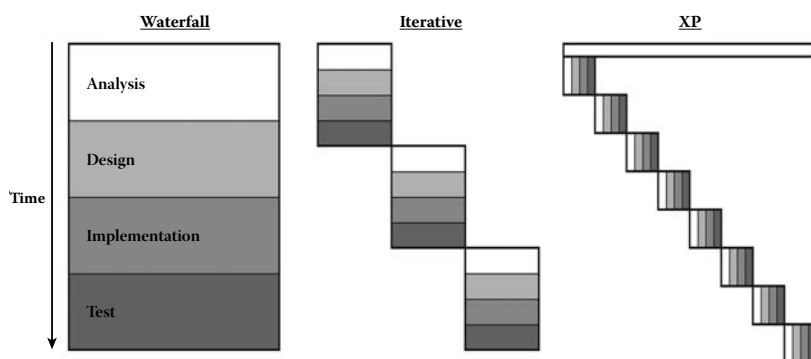 Waterfall
Iterative
XP
Analysis
Design
Time
Implementation
Test